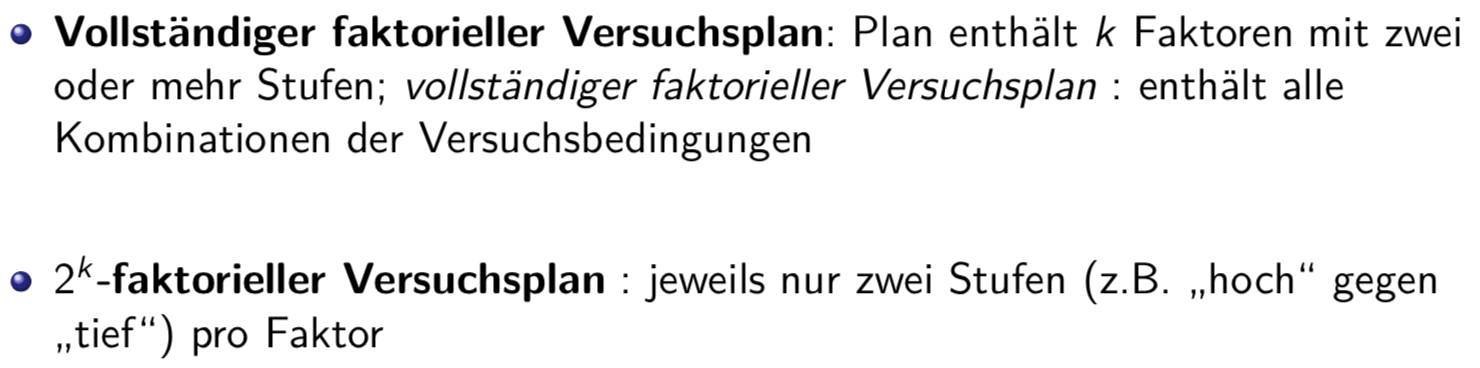 Vollständiger faktorieller Versuchsplan: Plan enthält k Faktoren mit zwei
oder mehr Stufen; vollständiger faktorieller Versuchsplan : enthält alle
Kombinationen der Versuchsbedingungen
2^k-faktorieller Versuchsplan : jeweils nur zwei Stufen (z.B. „hoch“ gegen
„tief“) pro Faktor